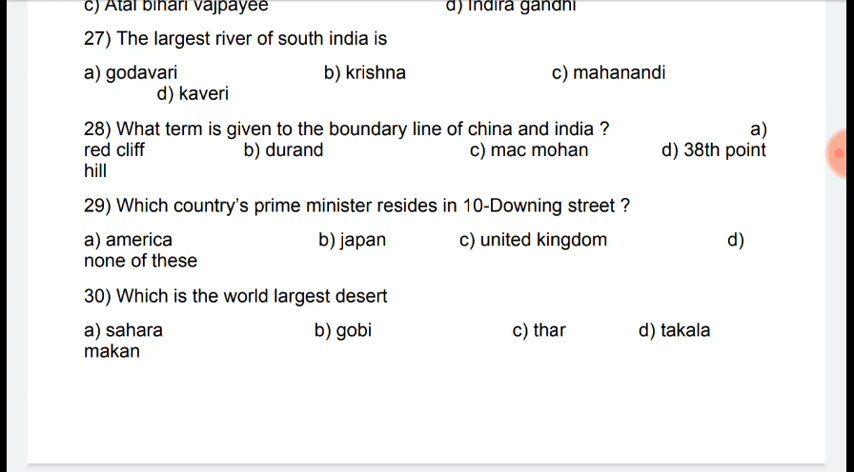 c) Atal bihari vajpayee d) Indira gandhi
27) The largest river of south india is
a) godavari b) krishna c) mahanandi
d) kaveri
28) What term is given to the boundary line of china and india ? a)
red cliff b) durand c) mac mohan d) 38th point
hill
29) Which country's prime minister resides in 10-Downing street ?
a) america b) japan c) united kingdom d)
none of these
30) Which is the world largest desert
a) sahara b) gobi c) thar d) takala
makan